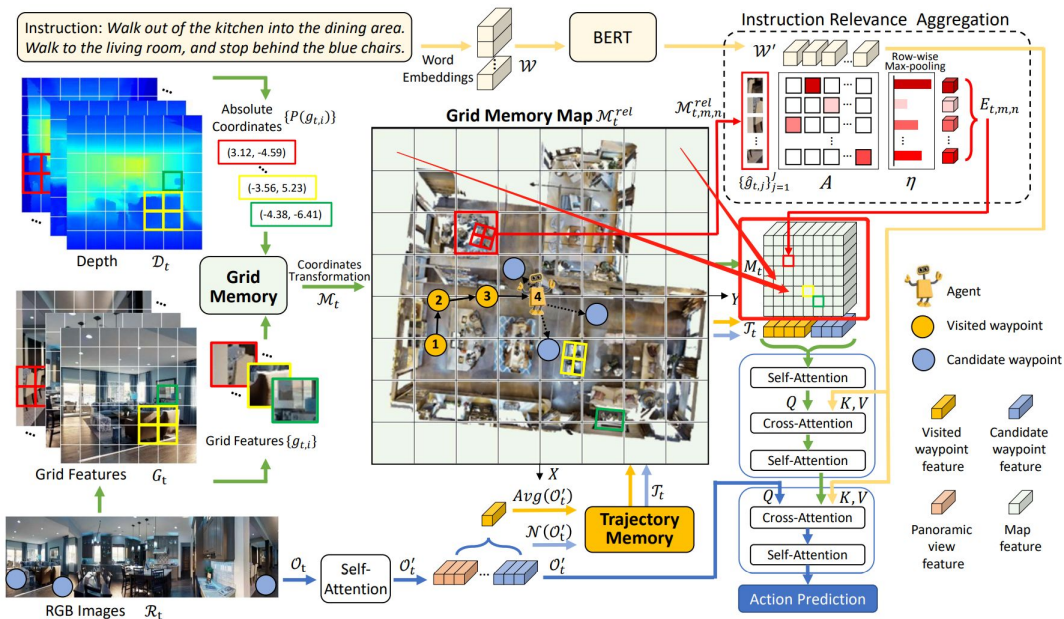 Instruction: Walk out of the kitchen into the dining area.
Walk to the living room, and stop behind the blue chairs.
Word
Embeddings
𝒲
BERT
Instruction Relevance Aggregation
𝒲'
Row-wise
Max-pooling
ℳ^{rel}_{t,m,n}
E_{t,m,n}
{ĝ_{t,j}}^J_{j=1}
A
η
Absolute
Coordinates {P(g_{t,i})}
(3.12, -4.59)
(-3.56, 5.23)
(-4.38, -6.41)
Depth 𝒟_t
Grid
Memory
Coordinates
Transformation
ℳ_t
Grid Memory Map ℳ^{rel}_t
1
2
3
4
Y
X
M_t
𝒯_t
Grid Features {g_{t,i}}
Grid Features G_t
RGB Images ℛ_t
𝒪_t
Self-
Attention
𝒪'_t
Avg(𝒪'_t)
𝒩(𝒪'_t)
𝒪'_t
Trajectory
Memory
𝒯_t
Self-Attention
Q
K, V
Cross-Attention
Self-Attention
Q
K, V
Cross-Attention
Self-Attention
Action Prediction
Agent
Visited waypoint
Candidate waypoint
Visited
waypoint
feature
Candidate
waypoint
feature
Panoramic
view
feature
Map
feature